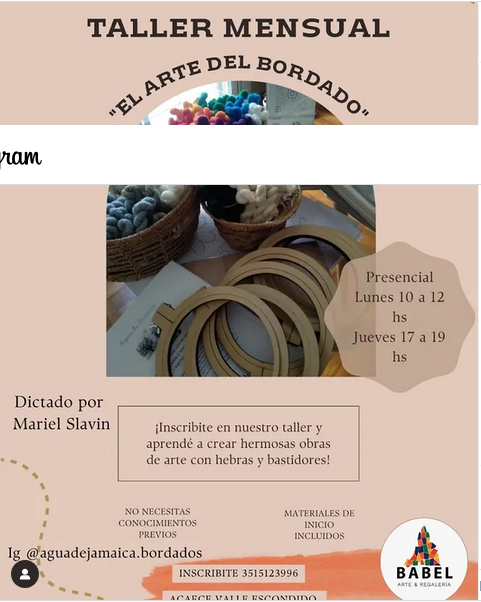 TALLER MENSUAL
"EL ARTE DEL BORDADO"
gram
Presencial
Lunes 10 a 12
hs
Jueves 17 a 19
hs
Dictado por
Mariel Slavin
¡Inscribite en nuestro taller y
aprendé a crear hermosas obras
de arte con hebras y bastidores!
NO NECESITAS
CONOCIMIENTOS
PREVIOS
MATERIALES DE
INICIO
INCLUIDOS
Ig @aguadejamaica.bordados
BABEL
ARTE & REGALERÍA
INSCRIBITE 3515123996
AGAECE VALLE ESCONDIDO